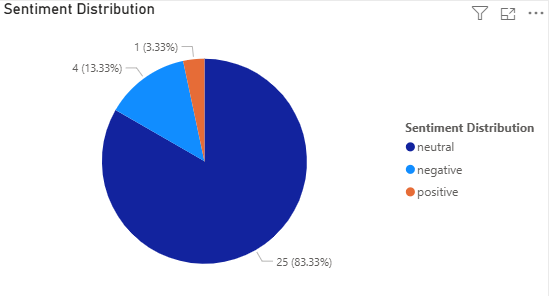 Sentiment Distribution
1 (3.33%)
4 (13.33%)
25 (83.33%)
Sentiment Distribution
neutral
negative
positive